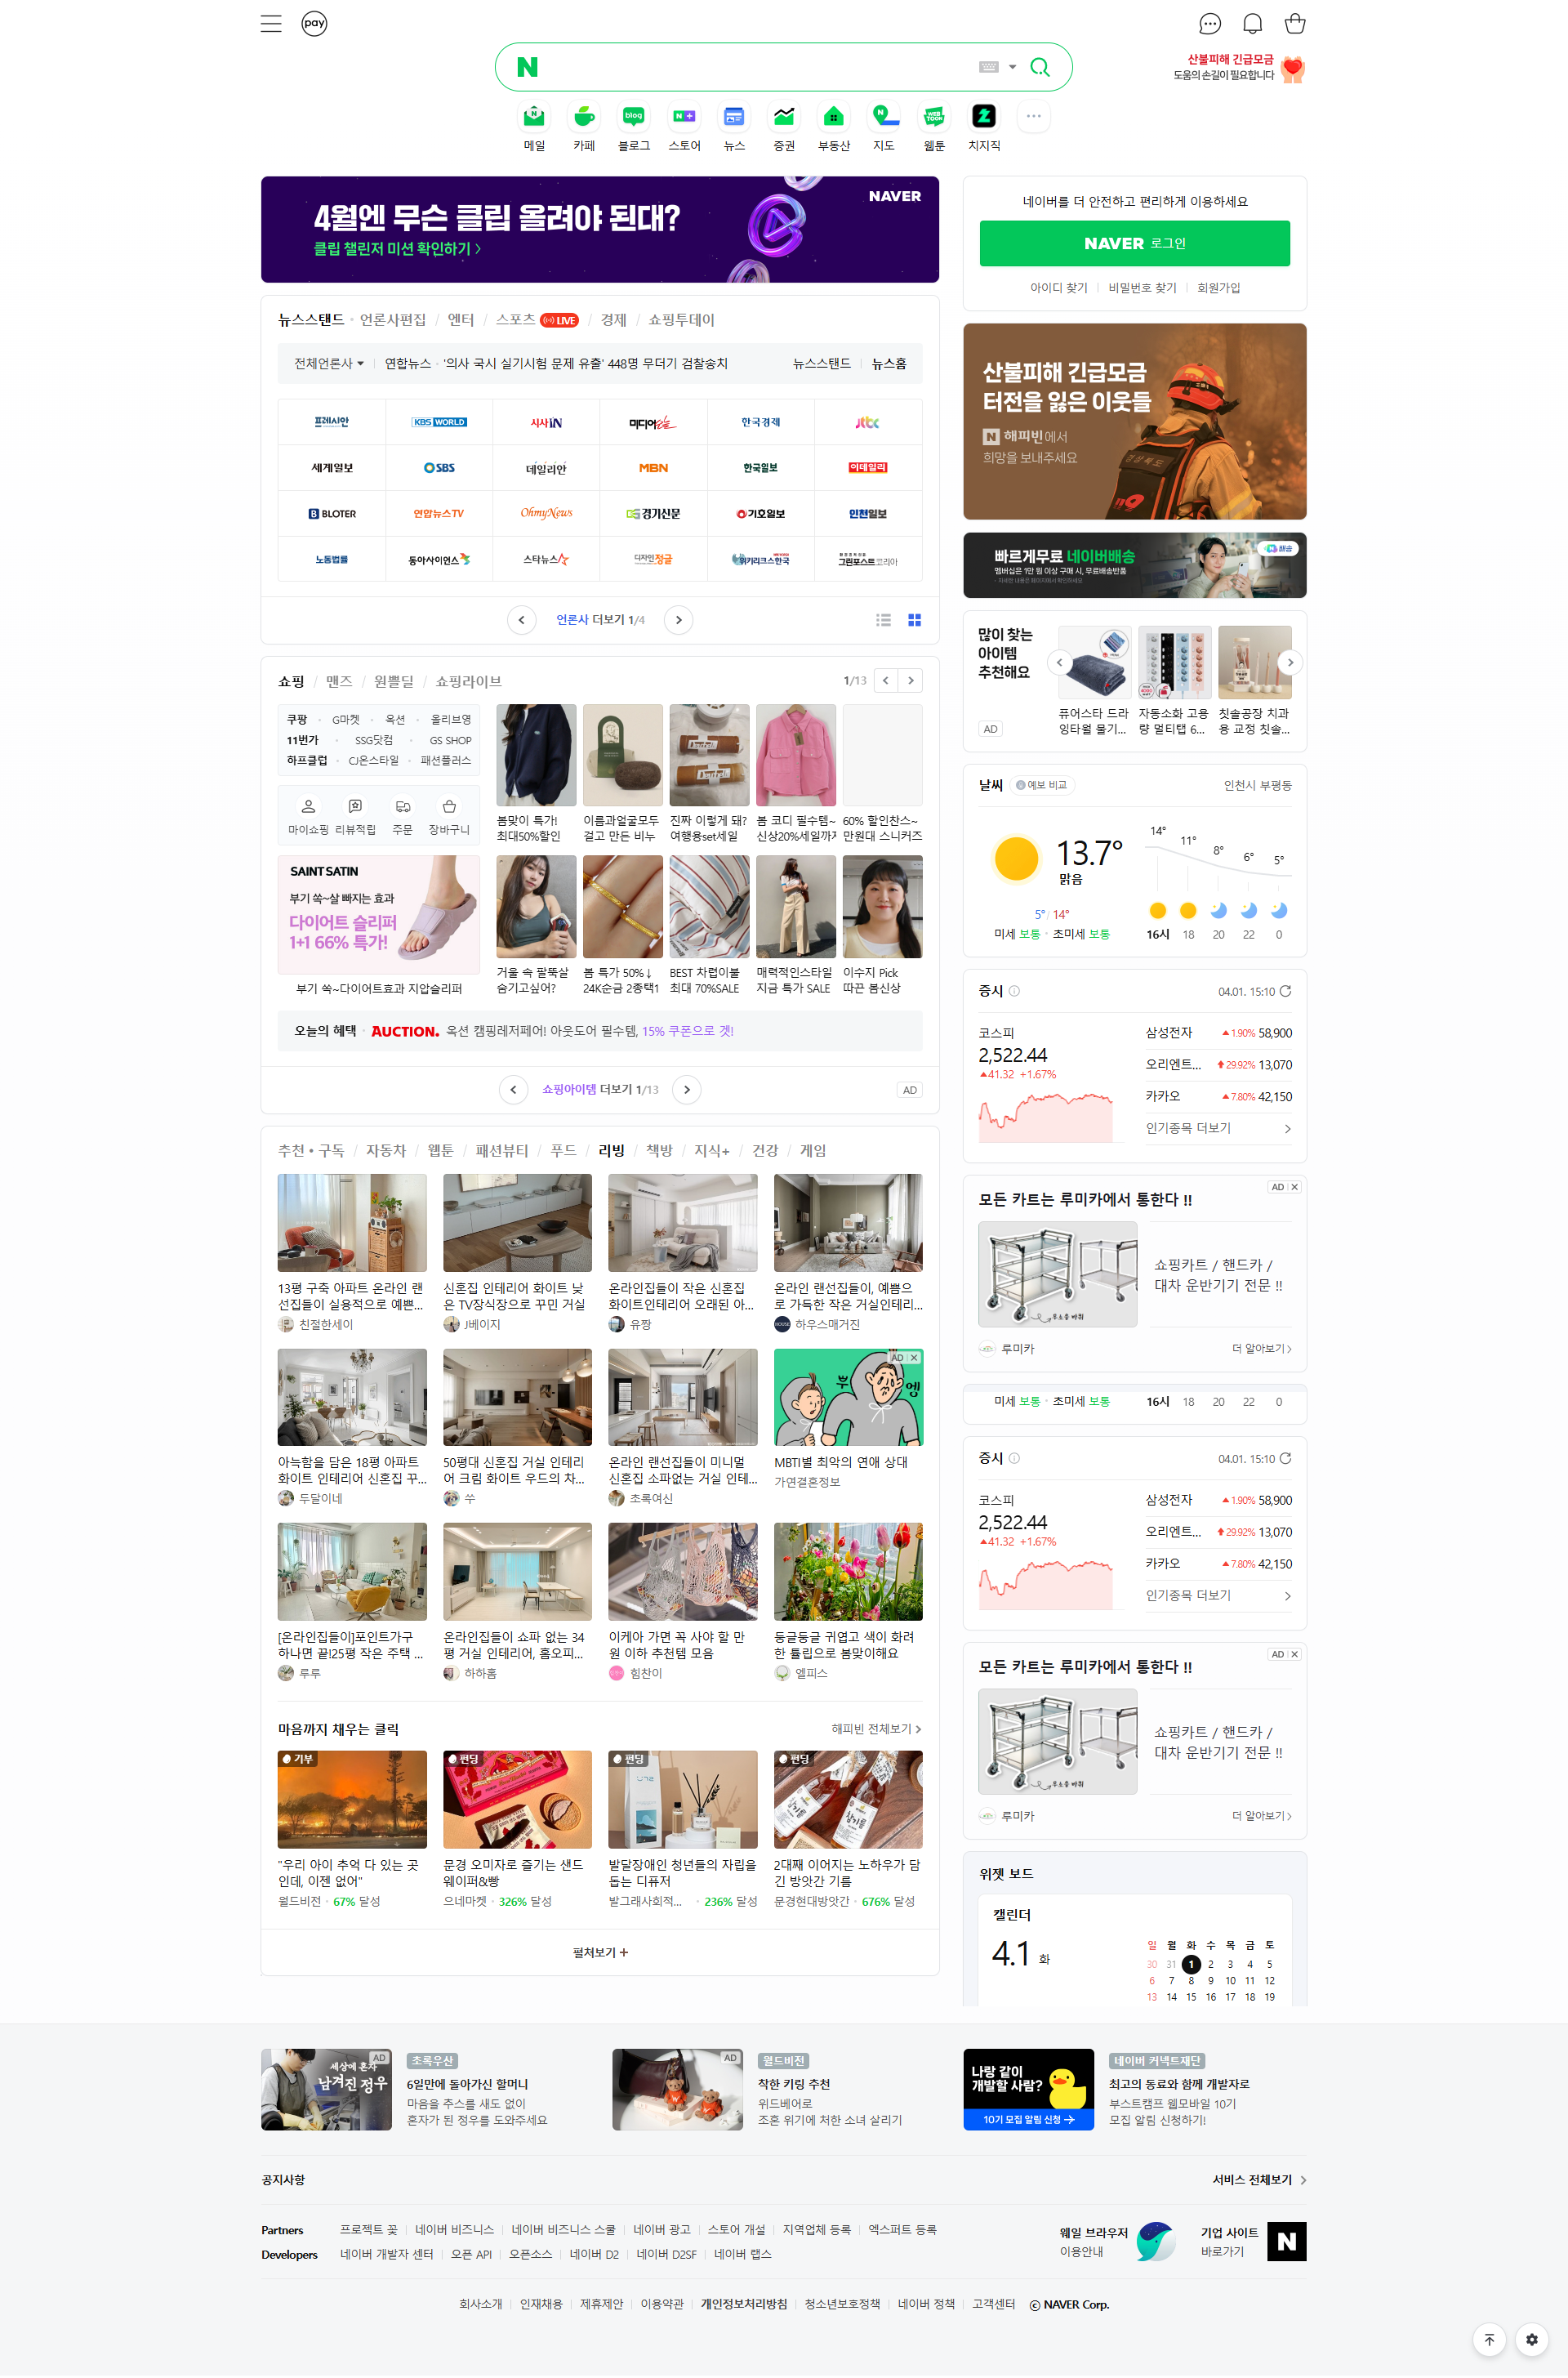 pay
N
산불피해 긴급모금
도움의 손길이 필요합니다
메일 카페 블로그 스토어 뉴스 증권 부동산 지도 웹툰 치지직
4월엔 무슨 클립 올려야 된대?
클립 챌린저 미션 확인하기 >
NAVER
네이버를 더 안전하고 편리하게 이용하세요
NAVER 로그인
아이디 찾기 비밀번호 찾기 회원가입
뉴스스탠드 · 언론사편집 / 엔터 / 스포츠 LIVE / 경제 / 쇼핑투데이
전체언론사 연합뉴스 · '의사 국시 실기시험 문제 유출' 448명 무더기 검찰송치 뉴스스탠드 뉴스홈
프레시안 KBS WORLD 시사IN 미디어오늘 한국경제 jtbc
세계일보 SBS 데일리안 MBN 한국일보 이데일리
BLOTER 연합뉴스TV OhmyNews 경기신문 기호일보 인천일보
노동법률 동아사이언스 스타뉴스 디자인정글 위키리크스한국 그린포스트코리아
언론사 더보기 1/4
산불피해 긴급모금
터전을 잃은 이웃들
N 해피빈에서
희망을 보내주세요
경상북도
119
빠르게무료 네이버배송
멤버십은 1만 원 이상 구매 시, 무료배송반품
배송
많이 찾는
아이템
추천해요
AD
퓨어스타 드라
잉타월 물기...
자동소화 고용
량 멀티탭 6...
칫솔공장 치과
용 교정 칫솔...
쇼핑 / 맨즈 / 원쁠딜 / 쇼핑라이브
1/13
쿠팡 · G마켓 · 옥션 · 올리브영
11번가 · SSG닷컴 · GS SHOP
하프클럽 · CJ온스타일 · 패션플러스
마이쇼핑 리뷰적립 주문 장바구니
SAINT SATIN
부기 쏙~살 빠지는 효과
다이어트 슬리퍼
1+1 66% 특가!
부기 쏙~다이어트효과 지압슬리퍼
봄맞이 특가!
최대50%할인
이름과얼굴모두
걸고 만든 비누
진짜 이렇게 돼?
여행용set세일
봄 코디 필수템~
신상20%세일까지
60% 할인찬스~
만원대 스니커즈
거울 속 팔뚝살
숨기고싶어?
봄 특가 50%↓
24K순금 2종택1
BEST 차렵이불
최대 70%SALE
매력적인스타일
지금 특가 SALE
이수지 Pick
따끈 봄신상
오늘의 혜택 · AUCTION. 옥션 캠핑레저페어! 아웃도어 필수템, 15% 쿠폰으로 겟!
쇼핑아이템 더보기 1/13
AD
날씨 예보 비교 인천시 부평동
13.7°
맑음
5° / 14°
미세 보통 · 초미세 보통
14° 11° 8° 6° 5°
16시 18 20 22 0
증시 04.01. 15:10
코스피
2,522.44
▲41.32 +1.67%
삼성전자 ▲1.90% 58,900
오리엔트... 29.92% 13,070
카카오 ▲7.80% 42,150
인기종목 더보기
추천 • 구독 / 자동차 / 웹툰 / 패션뷰티 / 푸드 / 리빙 / 책방 / 지식+ / 건강 / 게임
13평 구축 아파트 온라인 랜
선집들이 실용적으로 예쁜...
친절한세이
신혼집 인테리어 화이트 낮
은 TV장식장으로 꾸민 거실
J베이지
온라인집들이 작은 신혼집
화이트인테리어 오래된 아...
유짱
온라인 랜선집들이, 예쁨으
로 가득한 작은 거실인테리...
하우스매거진
아늑함을 담은 18평 아파트
화이트 인테리어 신혼집 꾸...
두달이네
50평대 신혼집 거실 인테리
어 크림 화이트 우드의 차...
쑤
온라인 랜선집들이 미니멀
신혼집 소파없는 거실 인테...
초록여신
AD
뿌 엥
MBTI별 최악의 연애 상대
가연결혼정보
[온라인집들이]포인트가구
하나면 끝!25평 작은 주택 ...
루루
온라인집들이 쇼파 없는 34
평 거실 인테리어, 홈오피...
하하홈
이케아 가면 꼭 사야 할 만
원 이하 추천템 모음
힘찬이
둥글둥글 귀엽고 색이 화려
한 튤립으로 봄맞이해요
엘피스
마음까지 채우는 클릭 해피빈 전체보기
기부
"우리 아이 추억 다 있는 곳
인데, 이젠 없어"
월드비전 · 67% 달성
펀딩
문경 오미자로 즐기는 샌드
웨이퍼&빵
으네마켓 · 326% 달성
펀딩
발달장애인 청년들의 자립을
돕는 디퓨저
발그래사회적... · 236% 달성
펀딩
참기름
2대째 이어지는 노하우가 담
긴 방앗간 기름
문경현대방앗간 · 676% 달성
펼쳐보기 +
AD
모든 카트는 루미카에서 통한다 !!
무소음 바퀴
쇼핑카트 / 핸드카 /
대차 운반기기 전문 !!
루미카 더 알아보기
미세 보통 · 초미세 보통
16시 18 20 22 0
증시 04.01. 15:10
코스피
2,522.44
▲41.32 +1.67%
삼성전자 ▲1.90% 58,900
오리엔트... 29.92% 13,070
카카오 ▲7.80% 42,150
인기종목 더보기
AD
모든 카트는 루미카에서 통한다 !!
무소음 바퀴
쇼핑카트 / 핸드카 /
대차 운반기기 전문 !!
루미카 더 알아보기
위젯 보드
캘린더
4.1 화
일 월 화 수 목 금 토
30 31 1 2 3 4 5
6 7 8 9 10 11 12
13 14 15 16 17 18 19
세상에 혼자
남겨진 정우
AD
초록우산
6일만에 돌아가신 할머니
마음을 추스를 새도 없이
혼자가 된 정우를 도와주세요
AD
월드비전
착한 키링 추천
위드베어로
조혼 위기에 처한 소녀 살리기
나랑 같이
개발할 사람?
10기 모집 알림 신청 →
네이버 커넥트재단
최고의 동료와 함께 개발자로
부스트캠프 웹모바일 10기
모집 알림 신청하기!
공지사항 서비스 전체보기
Partners 프로젝트 꽃 네이버 비즈니스 네이버 비즈니스 스쿨 네이버 광고 스토어 개설 지역업체 등록 엑스퍼트 등록
Developers 네이버 개발자 센터 오픈 API 오픈소스 네이버 D2 네이버 D2SF 네이버 랩스
웨일 브라우저
이용안내
기업 사이트
바로가기
N
회사소개 인재채용 제휴제안 이용약관 개인정보처리방침 청소년보호정책 네이버 정책 고객센터 ⓒ NAVER Corp.